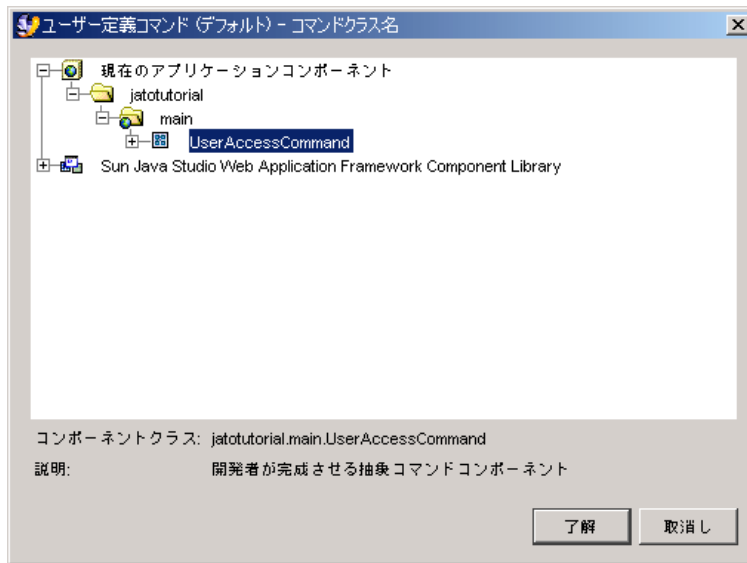 ユーザー定義コマンド (デフォルト) - コマンドクラス名
現在のアプリケーションコンポーネント
jatotutorial
main
UserAccessCommand
Sun Java Studio Web Application Framework Component Library
コンポーネントクラス: jatotutorial.main.UserAccessCommand
説明: 開発者が完成させる抽象コマンドコンポーネント
了解 取消し